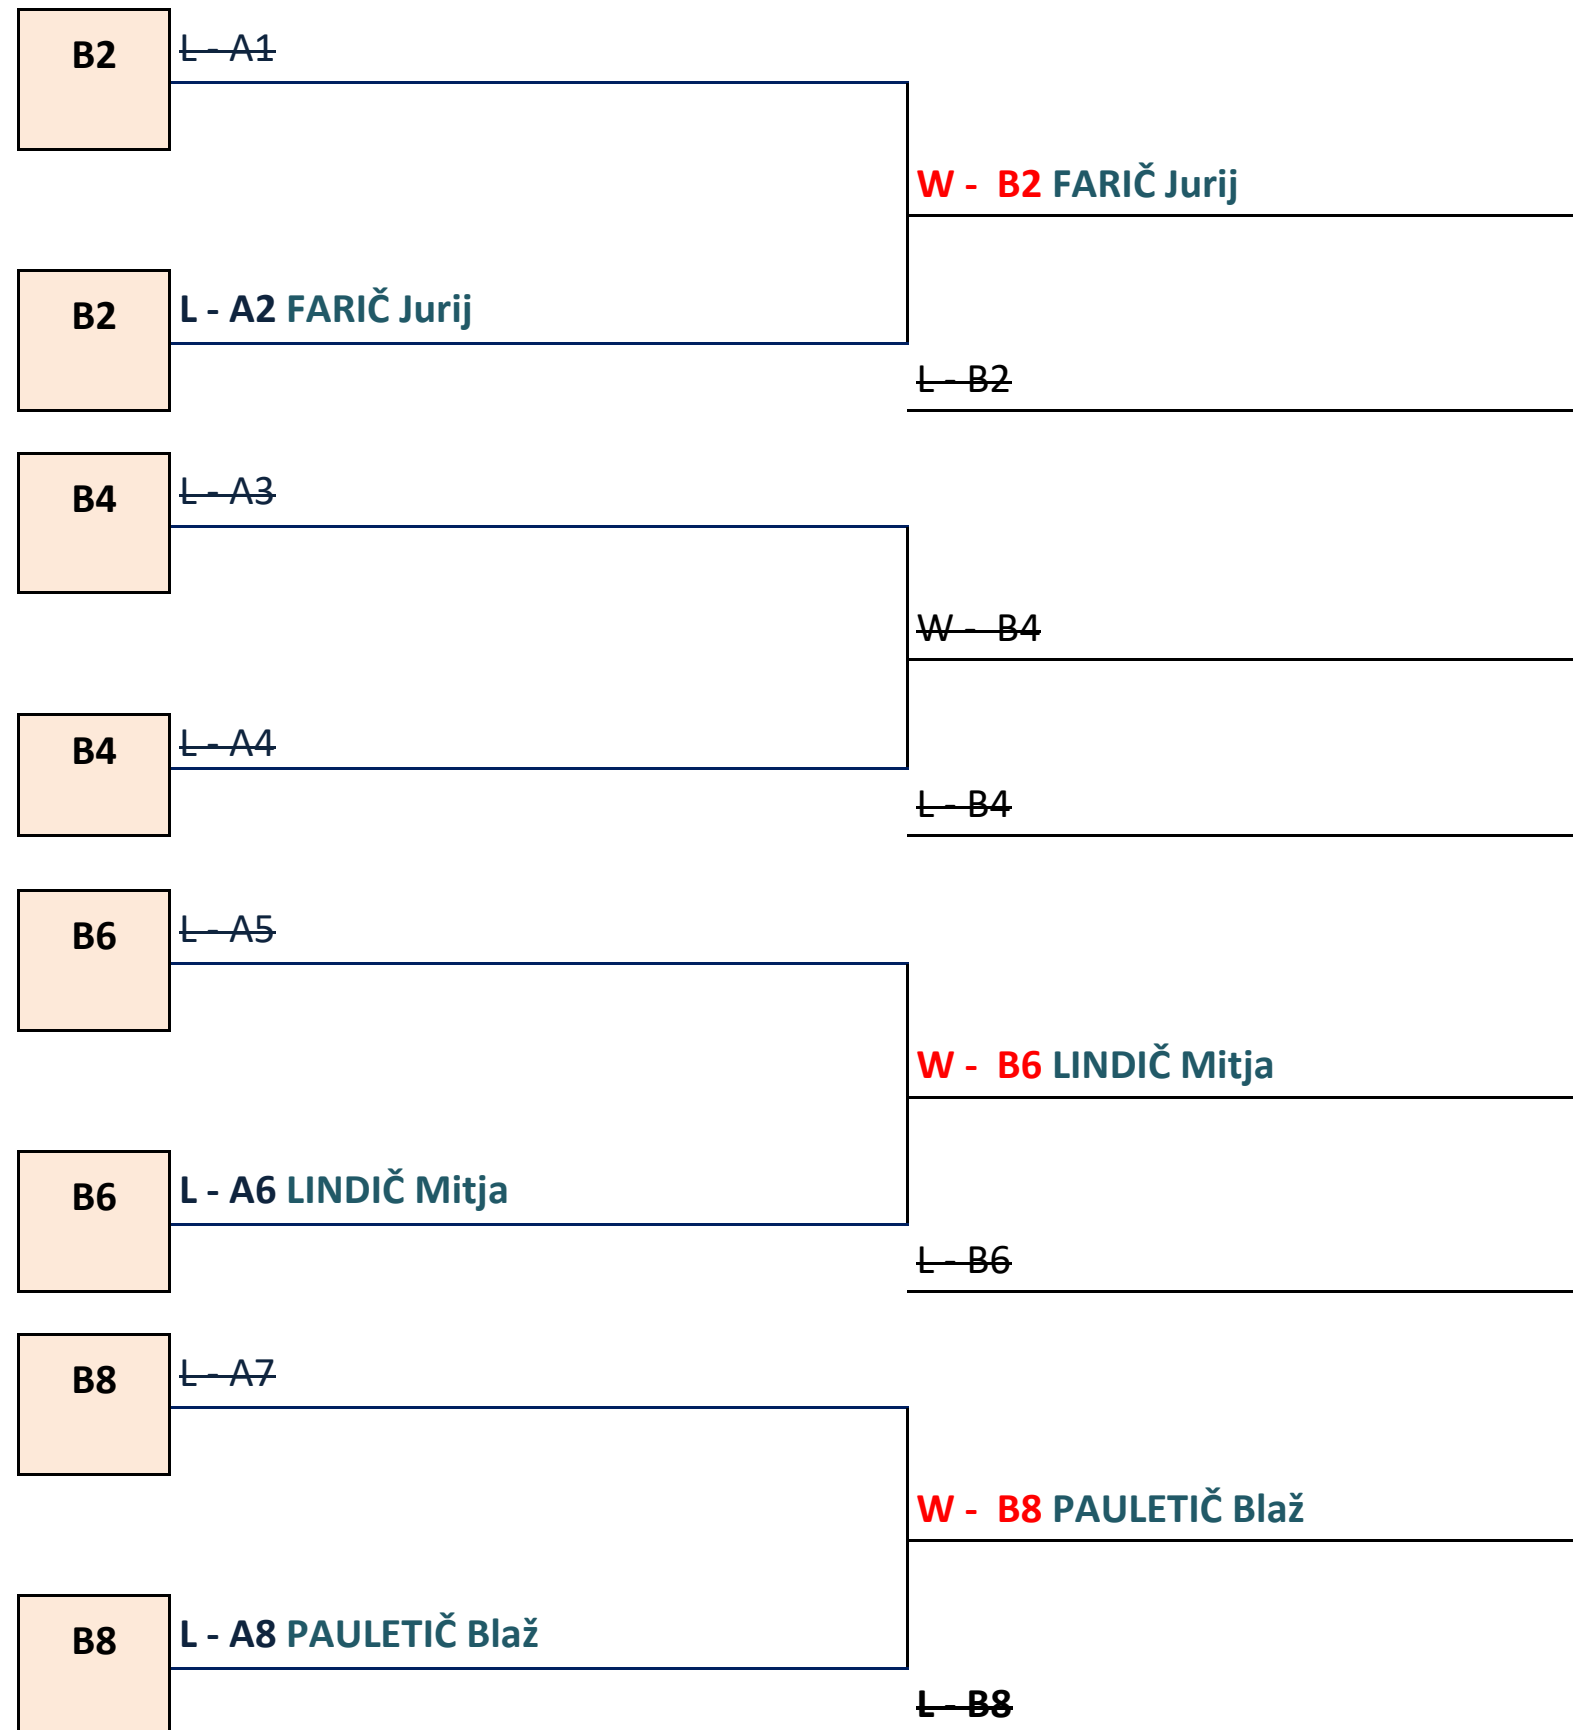 B2 L - A1
W - B2 FARIČ Jurij
B2 L - A2 FARIČ Jurij
L - B2
B4 L - A3
W - B4
B4 L - A4
L - B4
B6 L - A5
W - B6 LINDIČ Mitja
B6 L - A6 LINDIČ Mitja
L - B6
B8 L - A7
W - B8 PAULETIČ Blaž
B8 L - A8 PAULETIČ Blaž
L - B8